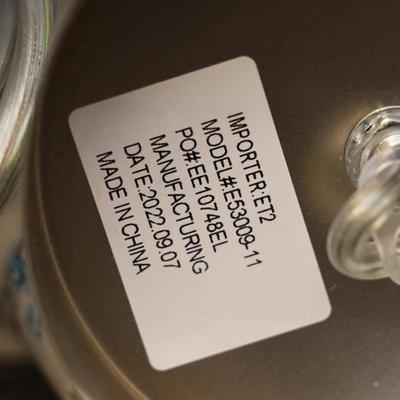 IMPORTER:ET2
MODEL#:E53009-11
PO#:EE10748EL
MANUFACTURING
DATE:2022.09.07
MADE IN CHINA